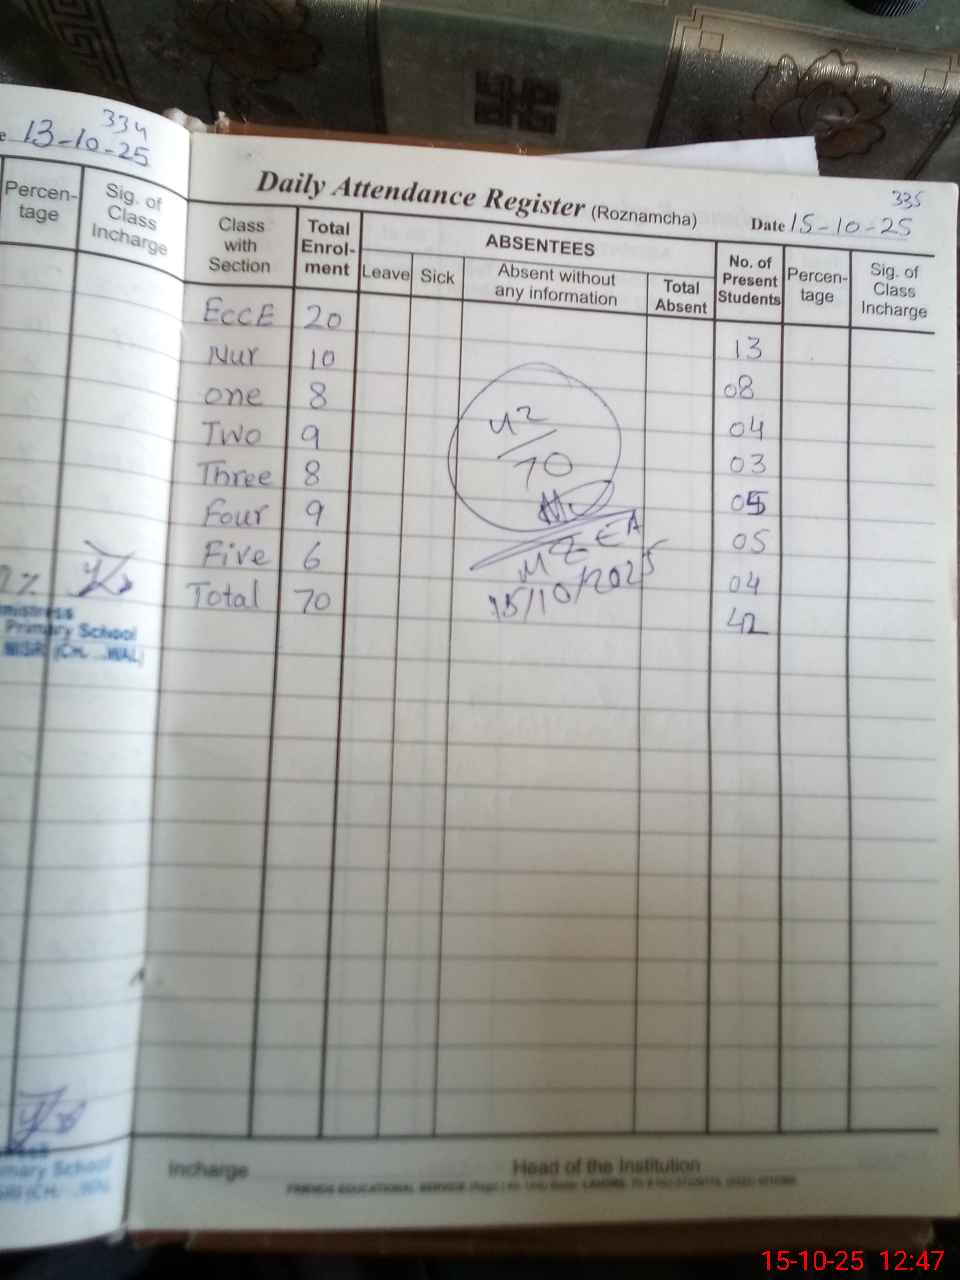 334
13-10-25
Percen-
tage
Sig. of
Class
Incharge
Primary School
335
Daily Attendance Register (Roznamcha)
Date 15-10-25
Class
with
Section
Total
Enrol-
ment
ABSENTEES
Leave
Sick
Absent without
any information
Total
Absent
No. of
Present
Students
Percen-
tage
Sig. of
Class
Incharge
EccE 20 13
Nur 10 08
one 8 04
Two 9 03
Three 8 05
Four 9 05
Five 6 04
Total 70 42
42
70
15/10/2025
Incharge
Head of the Institution
15-10-25 12:47